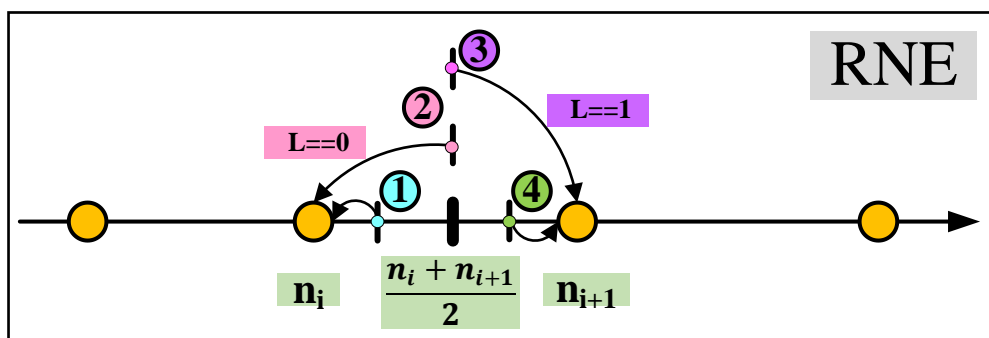 RNE
③
②
L==1
L==0
① ④
n_i
(n_i + n_{i+1})/2
n_{i+1}